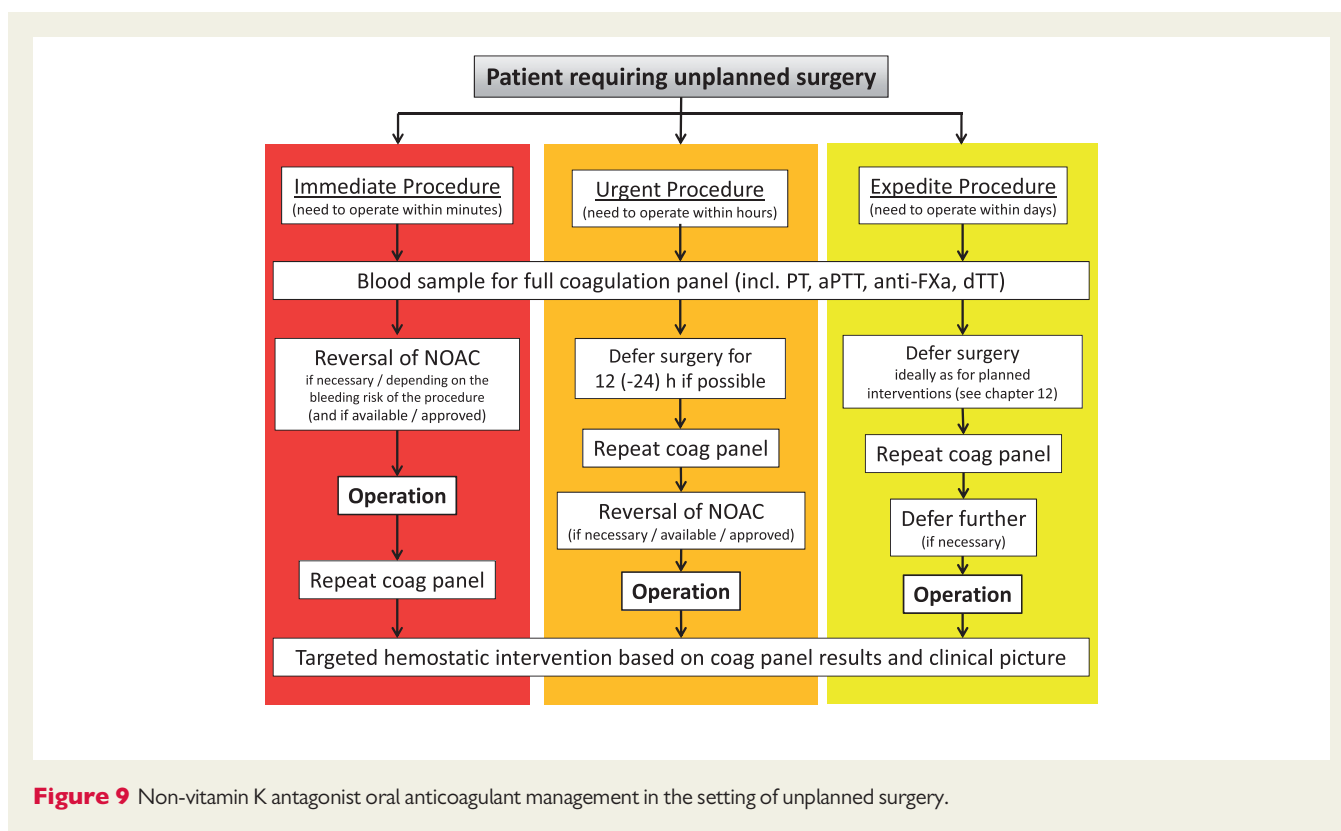 Patient requiring unplanned surgery
Immediate Procedure
(need to operate within minutes)
Urgent Procedure
(need to operate within hours)
Expedite Procedure
(need to operate within days)
Blood sample for full coagulation panel (incl. PT, aPTT, anti-FXa, dTT)
Reversal of NOAC
if necessary / depending on the
bleeding risk of the procedure
(and if available / approved)
Operation
Repeat coag panel
Defer surgery for
12 (-24) h if possible
Repeat coag panel
Reversal of NOAC
(if necessary / available / approved)
Operation
Defer surgery
ideally as for planned
interventions (see chapter 12)
Repeat coag panel
Defer further
(if necessary)
Operation
Targeted hemostatic intervention based on coag panel results and clinical picture
Figure 9 Non-vitamin K antagonist oral anticoagulant management in the setting of unplanned surgery.